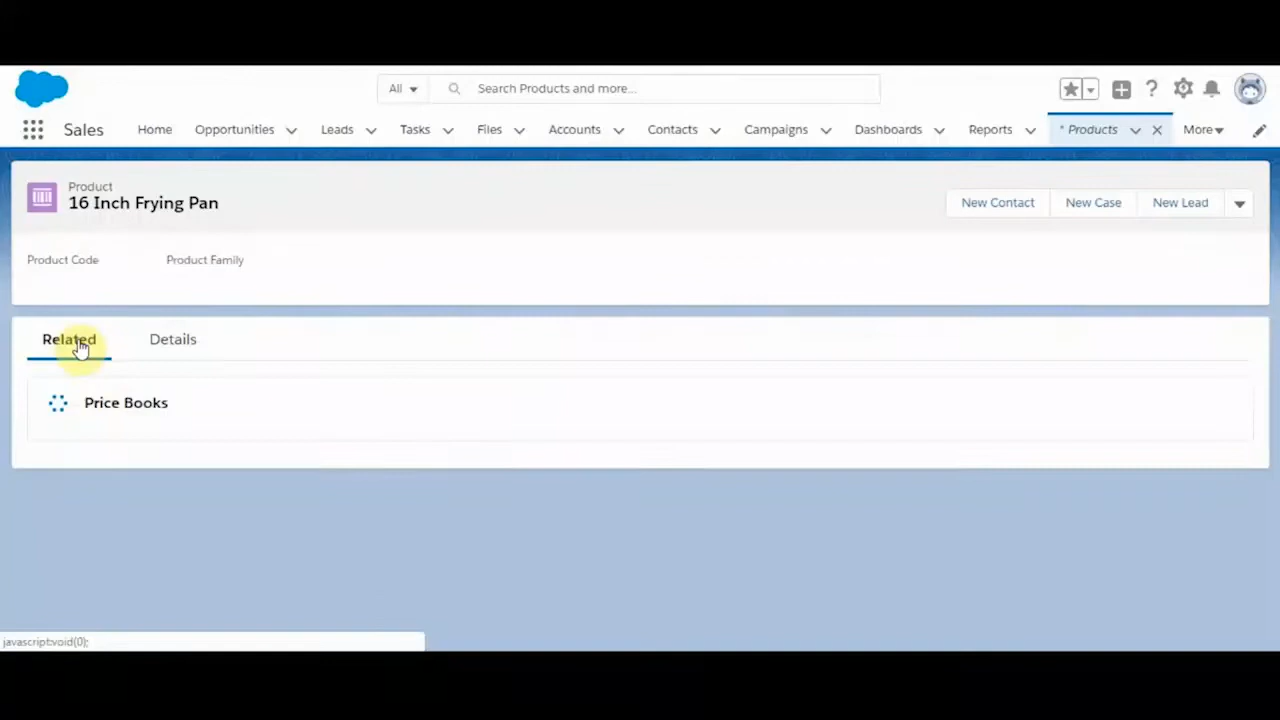 All
Search Products and more...
Sales
Home
Opportunities
Leads
Tasks
Files
Accounts
Contacts
Campaigns
Dashboards
Reports
* Products
More
Product
16 Inch Frying Pan
New Contact
New Case
New Lead
Product Code
Product Family
Related
Details
Price Books
javascript:void(0);